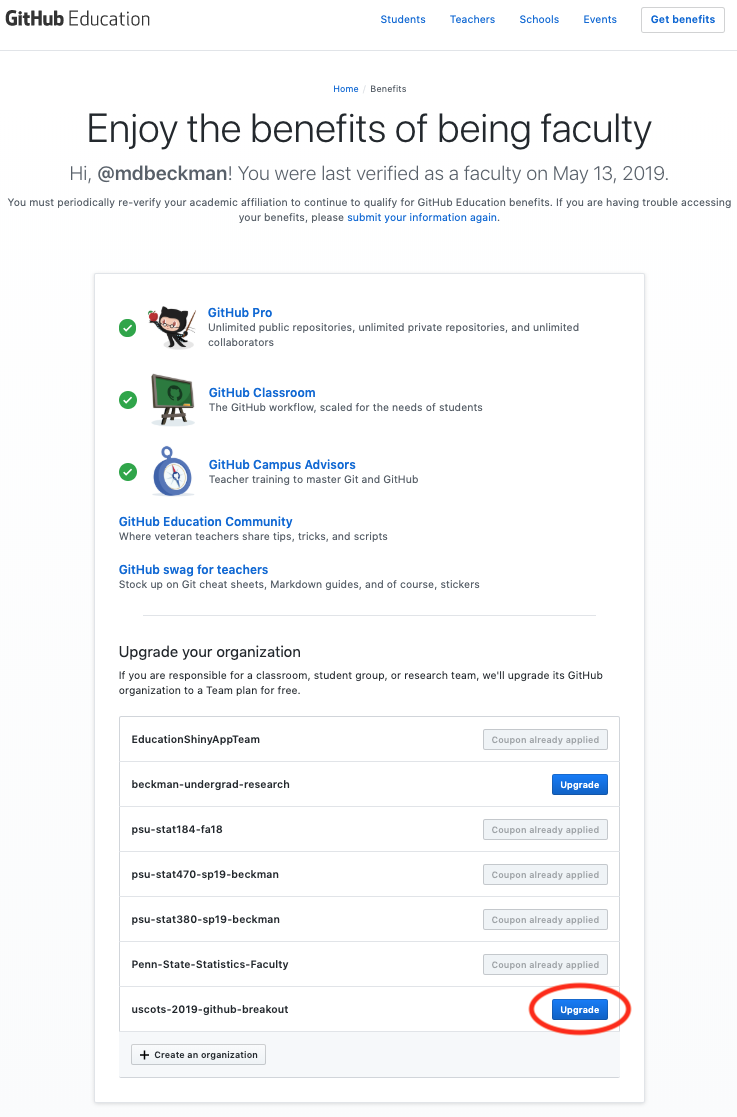 GitHub Education
Students Teachers Schools Events Get benefits
Home / Benefits
Enjoy the benefits of being faculty
Hi, @mdbeckman! You were last verified as a faculty on May 13, 2019.
You must periodically re-verify your academic affiliation to continue to qualify for GitHub Education benefits. If you are having trouble accessing
your benefits, please submit your information again.
GitHub Pro
Unlimited public repositories, unlimited private repositories, and unlimited
collaborators
GitHub Classroom
The GitHub workflow, scaled for the needs of students
GitHub Campus Advisors
Teacher training to master Git and GitHub
GitHub Education Community
Where veteran teachers share tips, tricks, and scripts
GitHub swag for teachers
Stock up on Git cheat sheets, Markdown guides, and of course, stickers
Upgrade your organization
If you are responsible for a classroom, student group, or research team, we'll upgrade its GitHub
organization to a Team plan for free.
EducationShinyAppTeam Coupon already applied
beckman-undergrad-research Upgrade
psu-stat184-fa18 Coupon already applied
psu-stat470-sp19-beckman Coupon already applied
psu-stat380-sp19-beckman Coupon already applied
Penn-State-Statistics-Faculty Coupon already applied
uscots-2019-github-breakout Upgrade
+ Create an organization